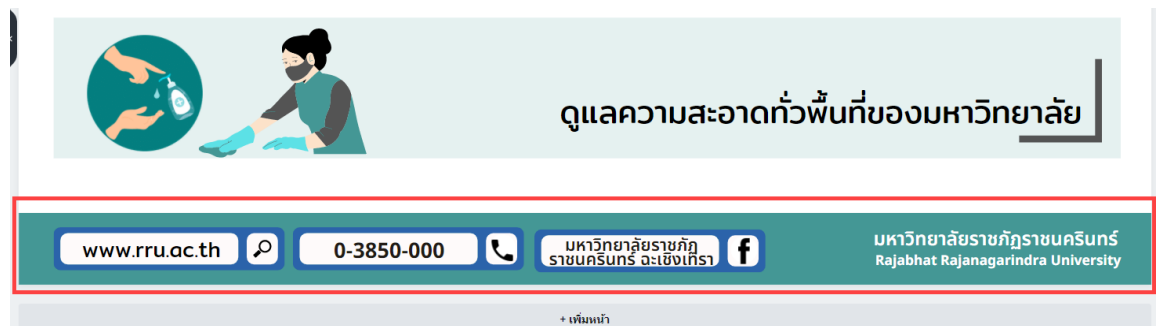 ดูแลความสะอาดทั่วพื้นที่ของมหาวิทยาลัย
www.rru.ac.th
0-3850-000
มหาวิทยาลัยราชภัฏ
ราชนครินทร์ ฉะเชิงเทรา
มหาวิทยาลัยราชภัฏราชนครินทร์
Rajabhat Rajanagarindra University
+ เพิ่มหน้า